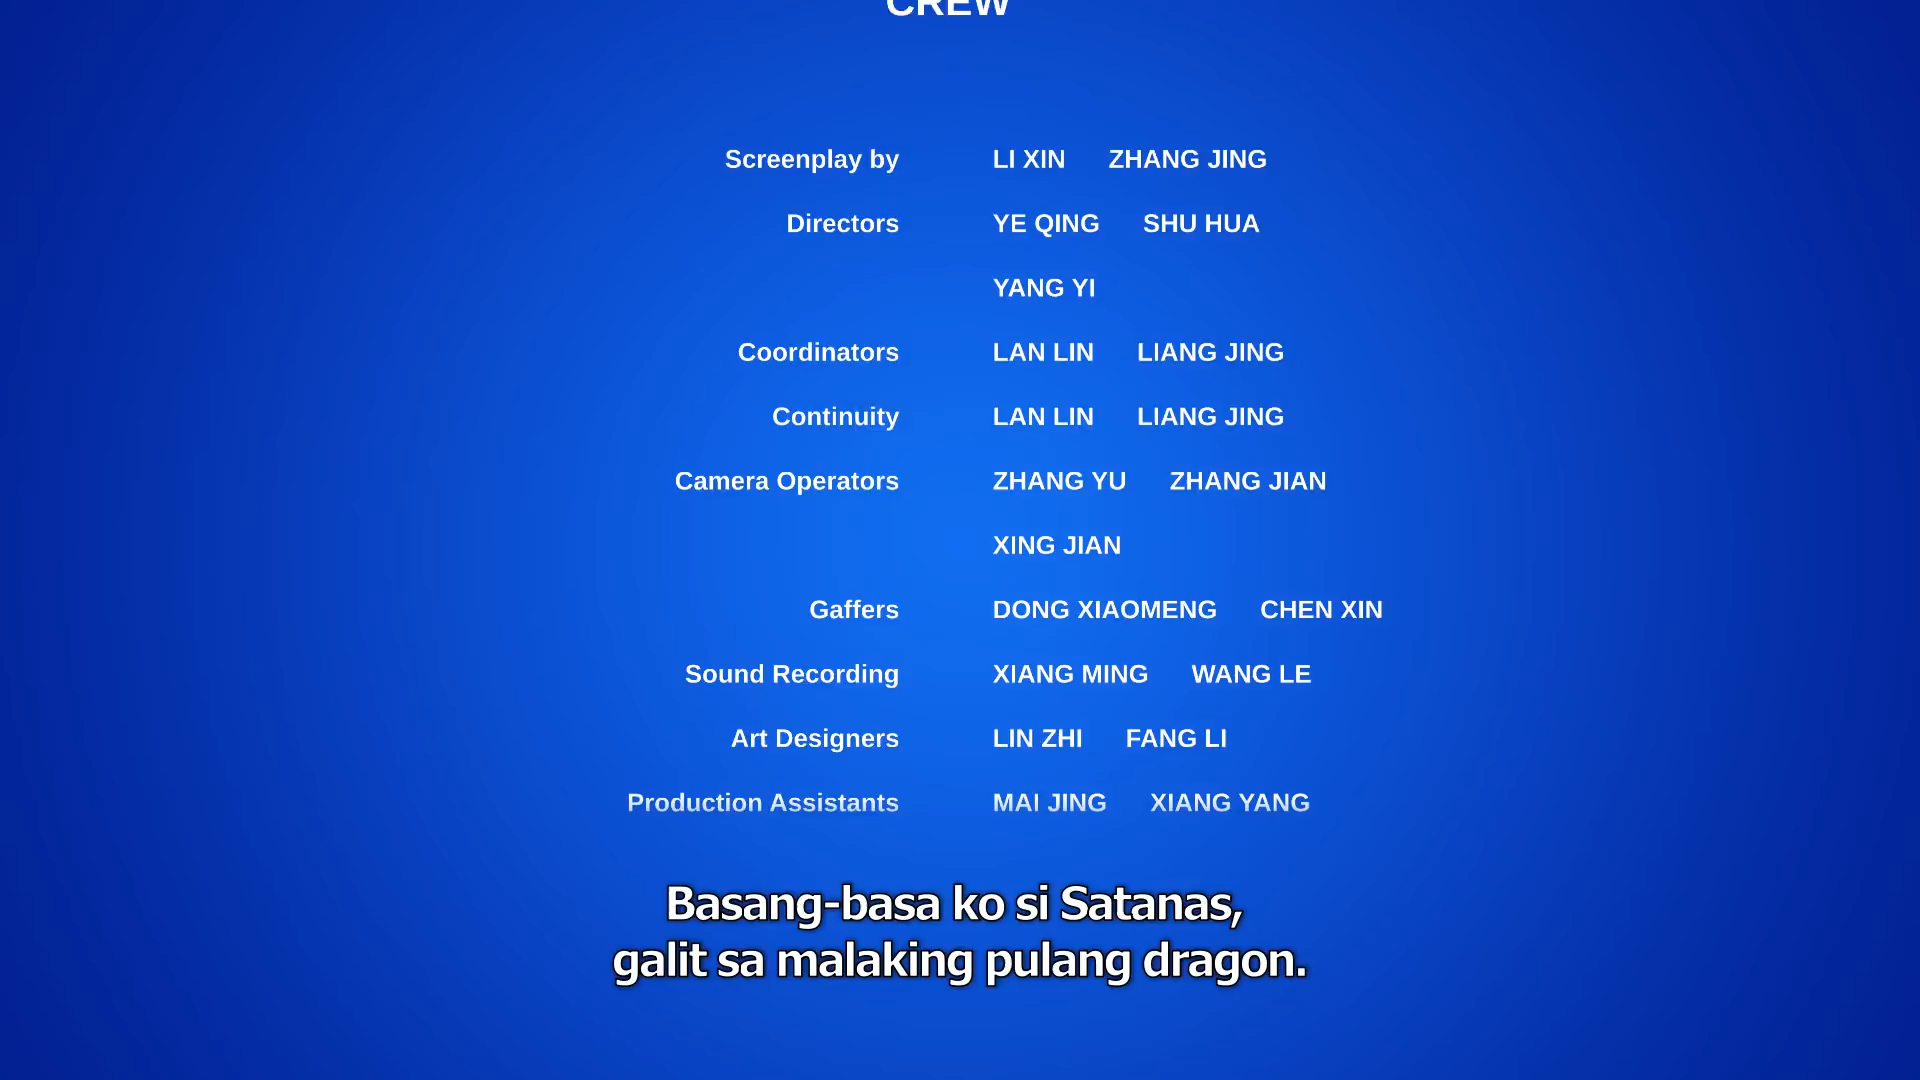 CREW
Screenplay by LI XIN ZHANG JING
Directors YE QING SHU HUA
YANG YI
Coordinators LAN LIN LIANG JING
Continuity LAN LIN LIANG JING
Camera Operators ZHANG YU ZHANG JIAN
XING JIAN
Gaffers DONG XIAOMENG CHEN XIN
Sound Recording XIANG MING WANG LE
Art Designers LIN ZHI FANG LI
Production Assistants MAI JING XIANG YANG
Basang-basa ko si Satanas,
galit sa malaking pulang dragon.